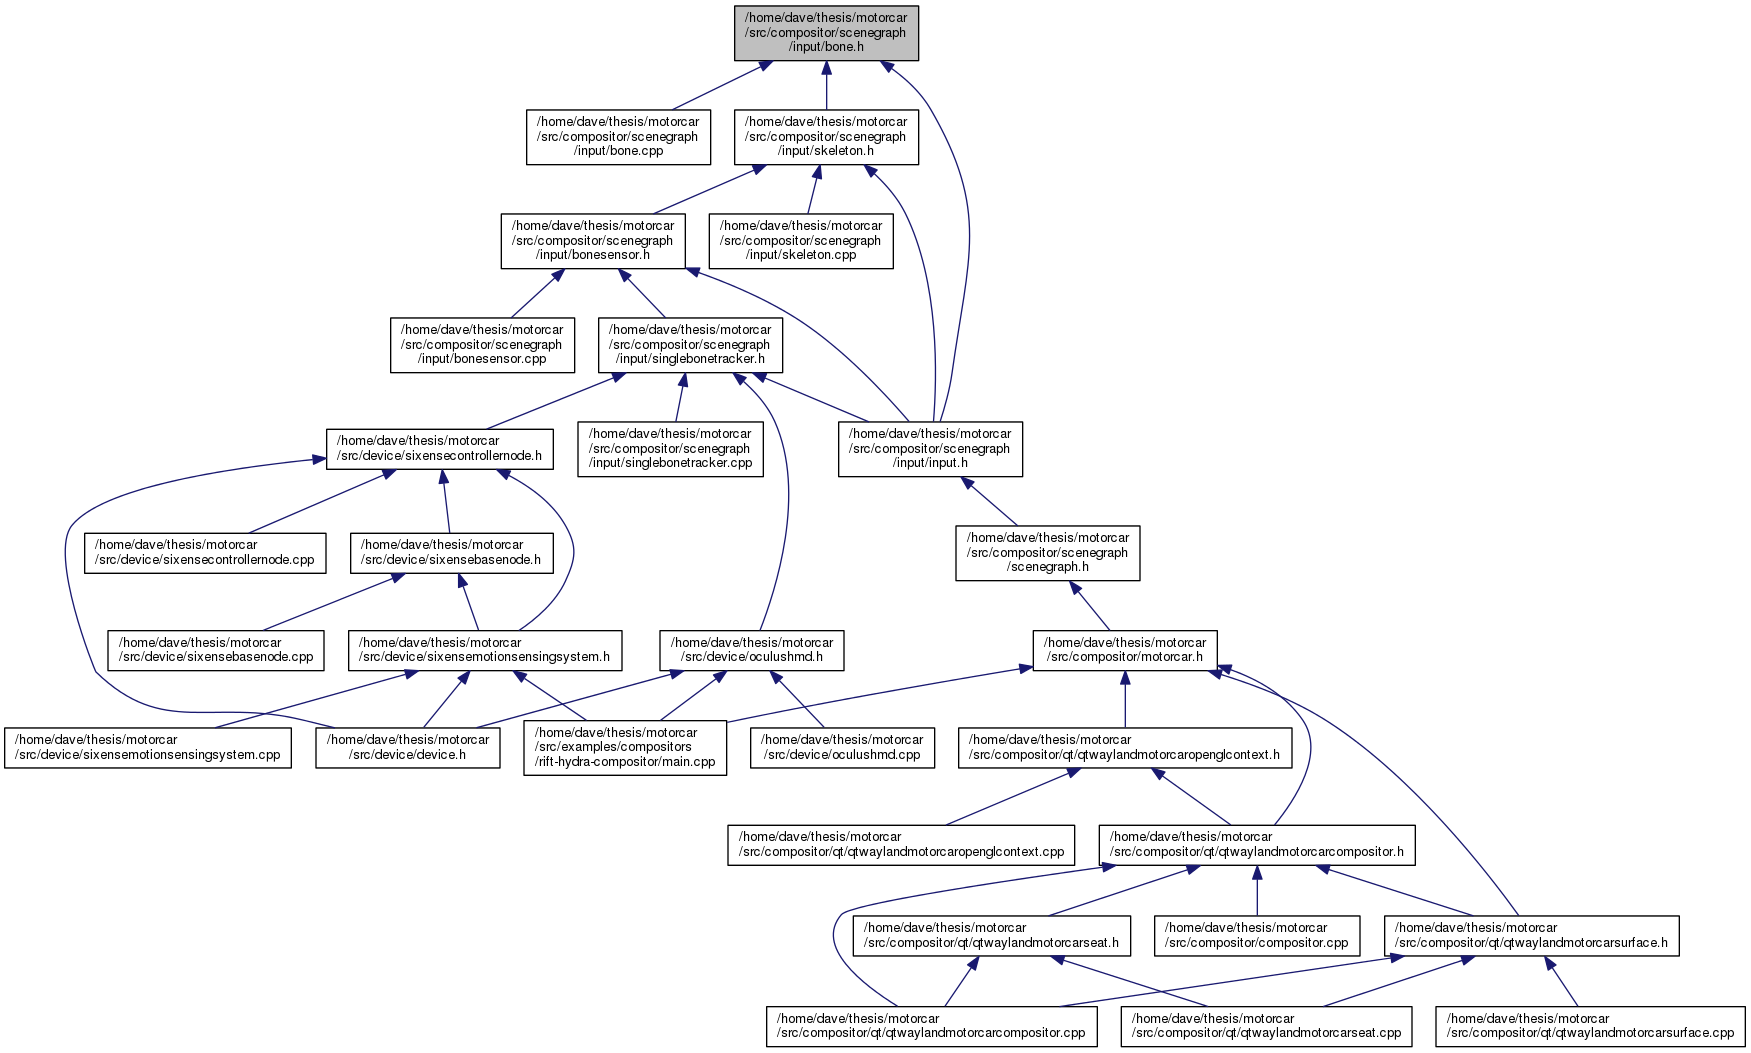 /home/dave/thesis/motorcar
/src/compositor/scenegraph
/input/bone.h
/home/dave/thesis/motorcar
/src/compositor/scenegraph
/input/bone.cpp
/home/dave/thesis/motorcar
/src/compositor/scenegraph
/input/skeleton.h
/home/dave/thesis/motorcar
/src/compositor/scenegraph
/input/bonesensor.h
/home/dave/thesis/motorcar
/src/compositor/scenegraph
/input/skeleton.cpp
/home/dave/thesis/motorcar
/src/compositor/scenegraph
/input/bonesensor.cpp
/home/dave/thesis/motorcar
/src/compositor/scenegraph
/input/singlebonetracker.h
/home/dave/thesis/motorcar
/src/device/sixensecontrollernode.h
/home/dave/thesis/motorcar
/src/compositor/scenegraph
/input/singlebonetracker.cpp
/home/dave/thesis/motorcar
/src/compositor/scenegraph
/input/input.h
/home/dave/thesis/motorcar
/src/device/sixensecontrollernode.cpp
/home/dave/thesis/motorcar
/src/device/sixensebasenode.h
/home/dave/thesis/motorcar
/src/compositor/scenegraph
/scenegraph.h
/home/dave/thesis/motorcar
/src/device/sixensebasenode.cpp
/home/dave/thesis/motorcar
/src/device/sixensemotionsensingsystem.h
/home/dave/thesis/motorcar
/src/device/oculushmd.h
/home/dave/thesis/motorcar
/src/compositor/motorcar.h
/home/dave/thesis/motorcar
/src/device/sixensemotionsensingsystem.cpp
/home/dave/thesis/motorcar
/src/device/device.h
/home/dave/thesis/motorcar
/src/examples/compositors
/rift-hydra-compositor/main.cpp
/home/dave/thesis/motorcar
/src/device/oculushmd.cpp
/home/dave/thesis/motorcar
/src/compositor/qt/qtwaylandmotorcaropenglcontext.h
/home/dave/thesis/motorcar
/src/compositor/qt/qtwaylandmotorcaropenglcontext.cpp
/home/dave/thesis/motorcar
/src/compositor/qt/qtwaylandmotorcarcompositor.h
/home/dave/thesis/motorcar
/src/compositor/qt/qtwaylandmotorcarseat.h
/home/dave/thesis/motorcar
/src/compositor/compositor.cpp
/home/dave/thesis/motorcar
/src/compositor/qt/qtwaylandmotorcarsurface.h
/home/dave/thesis/motorcar
/src/compositor/qt/qtwaylandmotorcarcompositor.cpp
/home/dave/thesis/motorcar
/src/compositor/qt/qtwaylandmotorcarseat.cpp
/home/dave/thesis/motorcar
/src/compositor/qt/qtwaylandmotorcarsurface.cpp